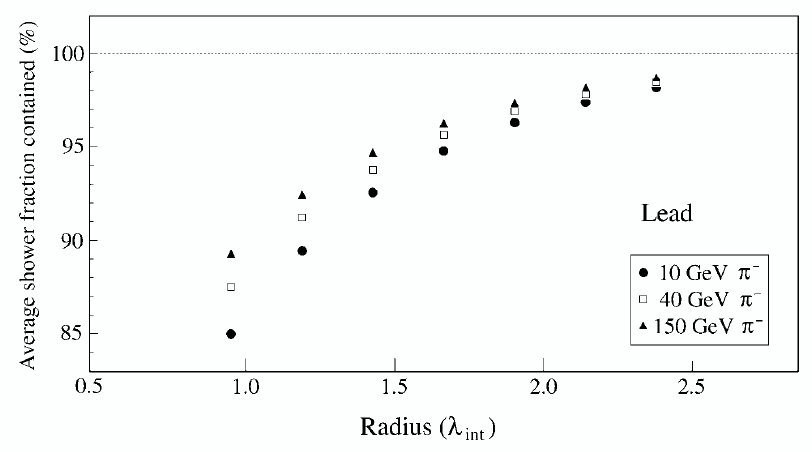 Average shower fraction contained (%)
100
95
90
85
Lead
10 GeV π⁻
40 GeV π⁻
150 GeV π⁻
0.5 1.0 1.5 2.0 2.5
Radius (λint)